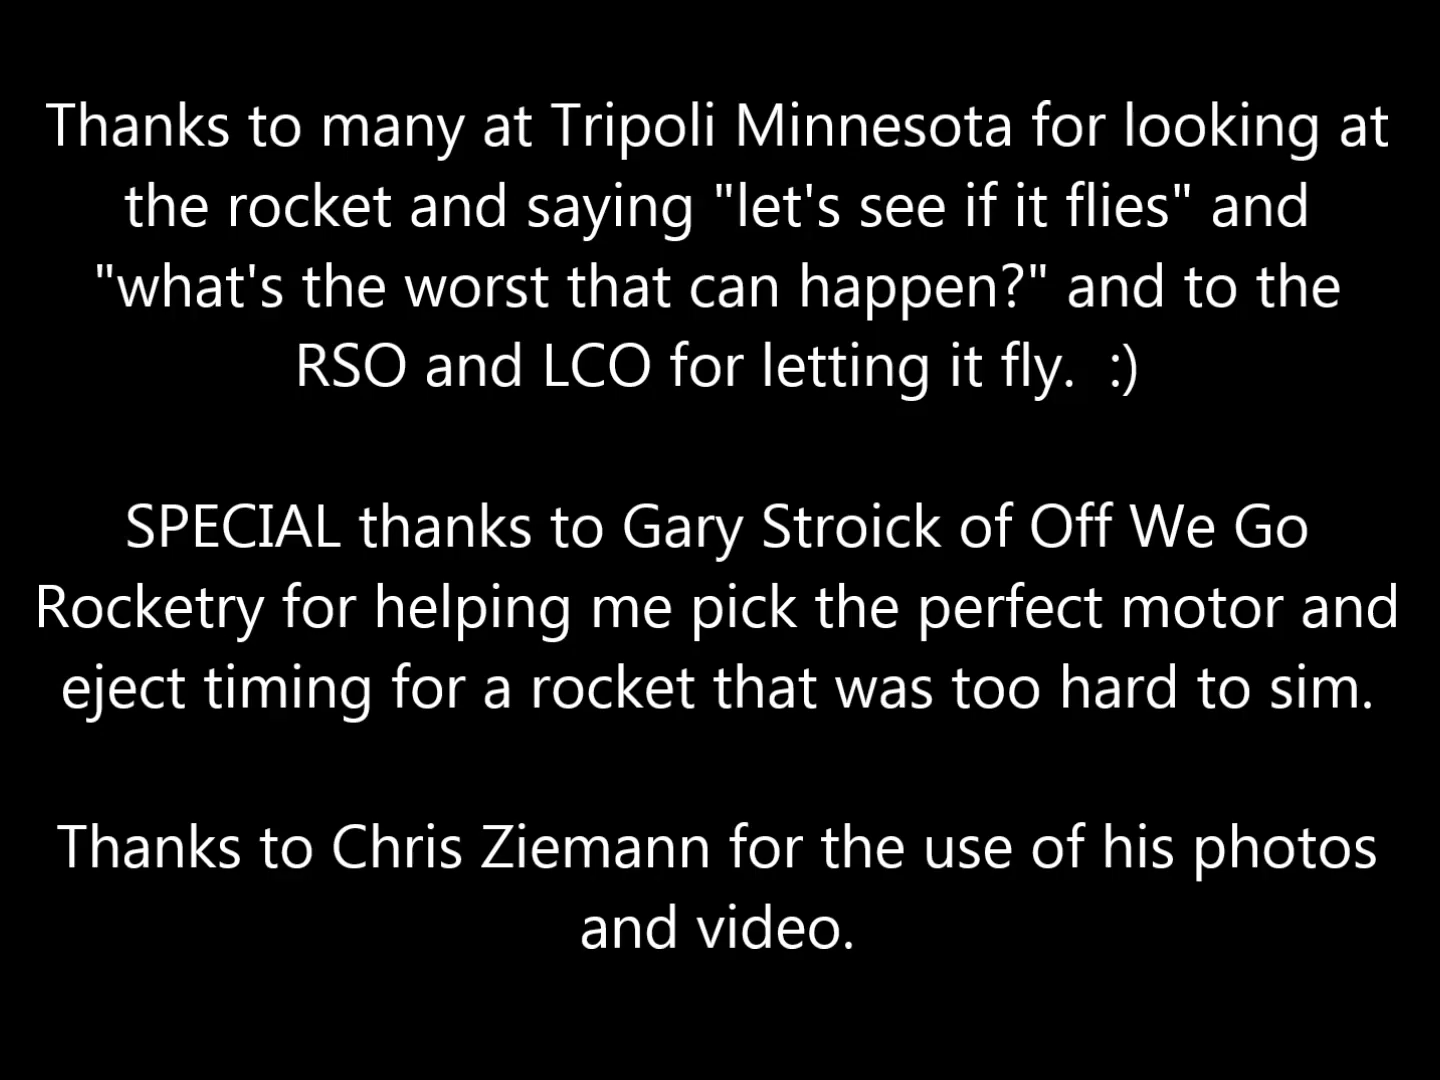 Thanks to many at Tripoli Minnesota for looking at
the rocket and saying "let's see if it flies" and
"what's the worst that can happen?" and to the
RSO and LCO for letting it fly.  :)
SPECIAL thanks to Gary Stroick of Off We Go
Rocketry for helping me pick the perfect motor and
eject timing for a rocket that was too hard to sim.
Thanks to Chris Ziemann for the use of his photos
and video.